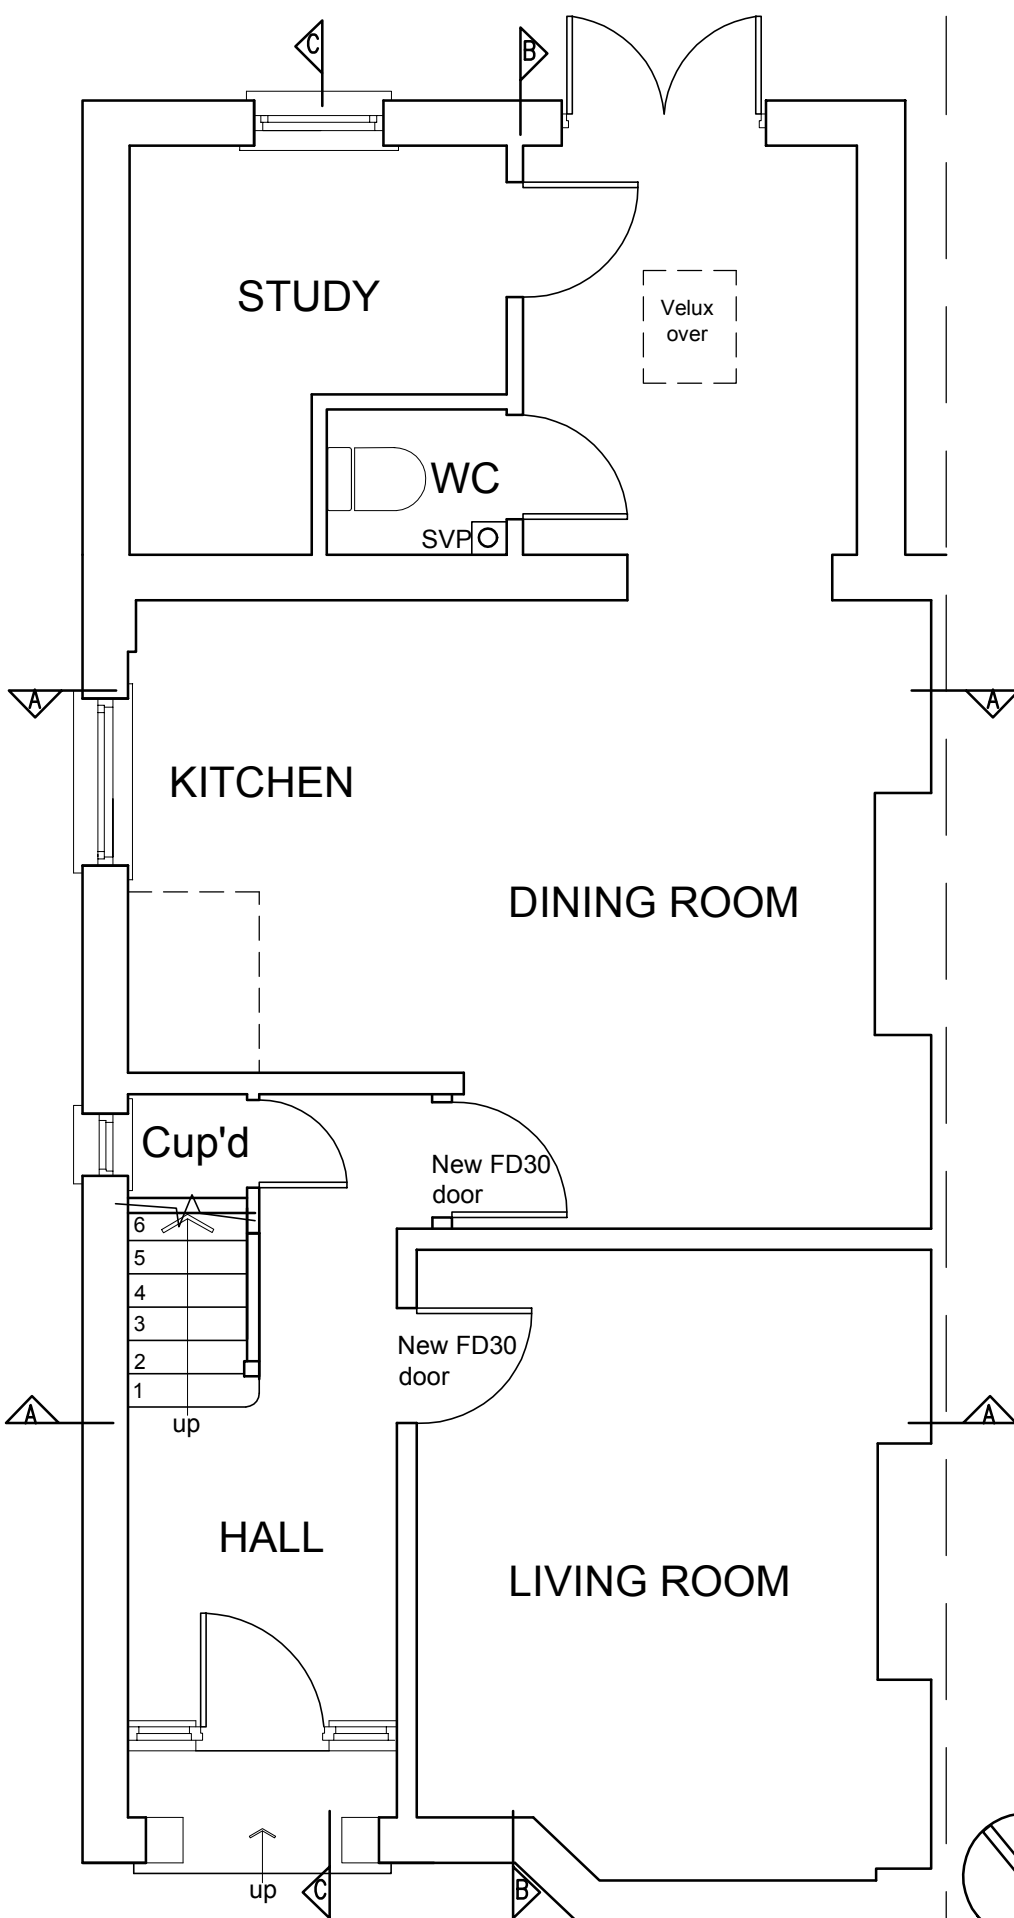 C
B
STUDY
Velux
over
WC
SVP
A
A
KITCHEN
DINING ROOM
Cup'd
New FD30
door
6
5
4
3
2
1
New FD30
door
A
A
up
HALL
LIVING ROOM
up
C
B